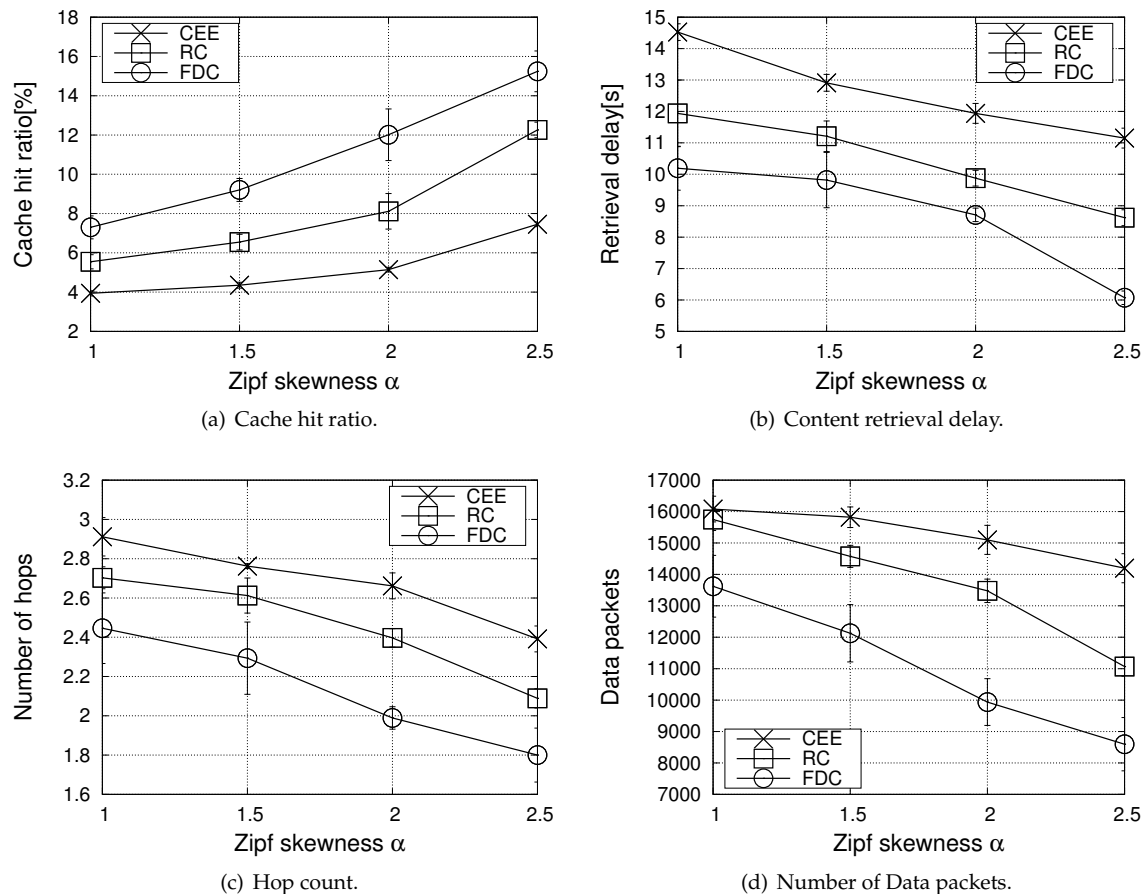 18
16
14
12
10
8
6
4
2
Cache hit ratio[%]
CEE
RC
FDC
1 1.5 2 2.5
Zipf skewness α
(a) Cache hit ratio.
15
14
13
12
11
10
9
8
7
6
5
Retrieval delay[s]
CEE
RC
FDC
1 1.5 2 2.5
Zipf skewness α
(b) Content retrieval delay.
3.2
3
2.8
2.6
2.4
2.2
2
1.8
1.6
Number of hops
CEE
RC
FDC
1 1.5 2 2.5
Zipf skewness α
(c) Hop count.
17000
16000
15000
14000
13000
12000
11000
10000
9000
8000
7000
Data packets
CEE
RC
FDC
1 1.5 2 2.5
Zipf skewness α
(d) Number of Data packets.